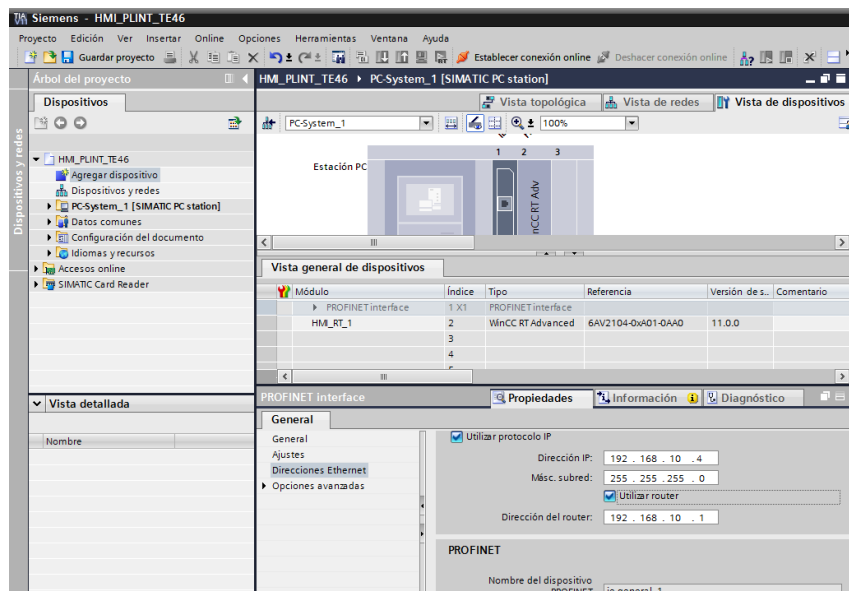 Siemens - HMI_PLINT_TE46
Proyecto Edición Ver Insertar Online Opciones Herramientas Ventana Ayuda
Guardar proyecto
Establecer conexión online
Deshacer conexión online
Árbol del proyecto
HMI_PLINT_TE46 PC-System_1 [SIMATIC PC station]
Dispositivos
Vista topológica
Vista de redes
Vista de dispositivos
PC-System_1
100%
Dispositivos y redes
HMI_PLINT_TE46
Agregar dispositivo
Dispositivos y redes
PC-System_1 [SIMATIC PC station]
Datos comunes
Configuración del documento
Idiomas y recursos
Accesos online
SIMATIC Card Reader
1 2 3
Estación PC
nCC RT Adv
Vista general de dispositivos
Módulo Índice Tipo Referencia Versión de s... Comentario
PROFINET interface 1 X1 PROFINET interface
HMI_RT_1 2 WinCC RT Advanced 6AV2104-0xA01-0AA0 11.0.0
3
4
Vista detallada
Nombre
PROFINET interface
Propiedades
Información
Diagnóstico
General
General
Ajustes
Direcciones Ethernet
Opciones avanzadas
Utilizar protocolo IP
Dirección IP: 192 . 168 . 10 . 4
Másc. subred: 255 . 255 . 255 . 0
Utilizar router
Dirección del router: 192 . 168 . 10 . 1
PROFINET
Nombre del dispositivo
PROFINET